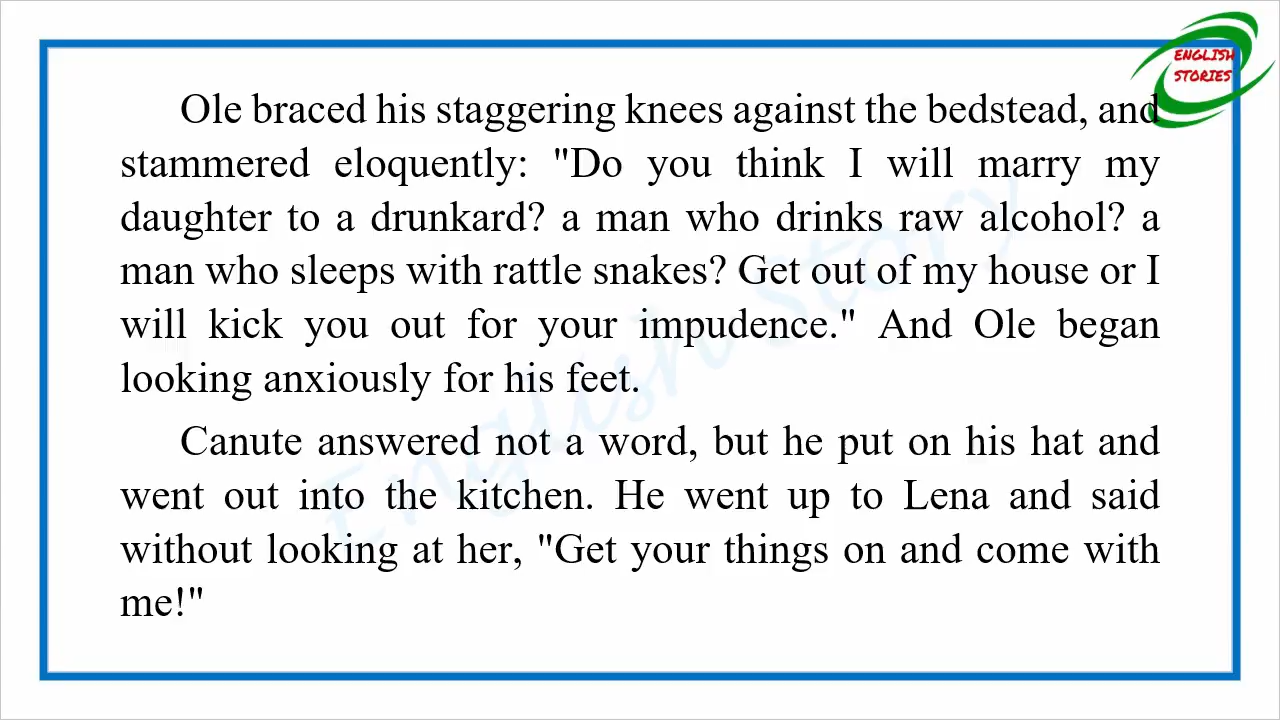 ENGLISH
STORIES
Ole braced his staggering knees against the bedstead, and
stammered eloquently: "Do you think I will marry my
daughter to a drunkard? a man who drinks raw alcohol? a
man who sleeps with rattle snakes? Get out of my house or I
will kick you out for your impudence." And Ole began
looking anxiously for his feet.
Canute answered not a word, but he put on his hat and
went out into the kitchen. He went up to Lena and said
without looking at her, "Get your things on and come with
me!"
English Story